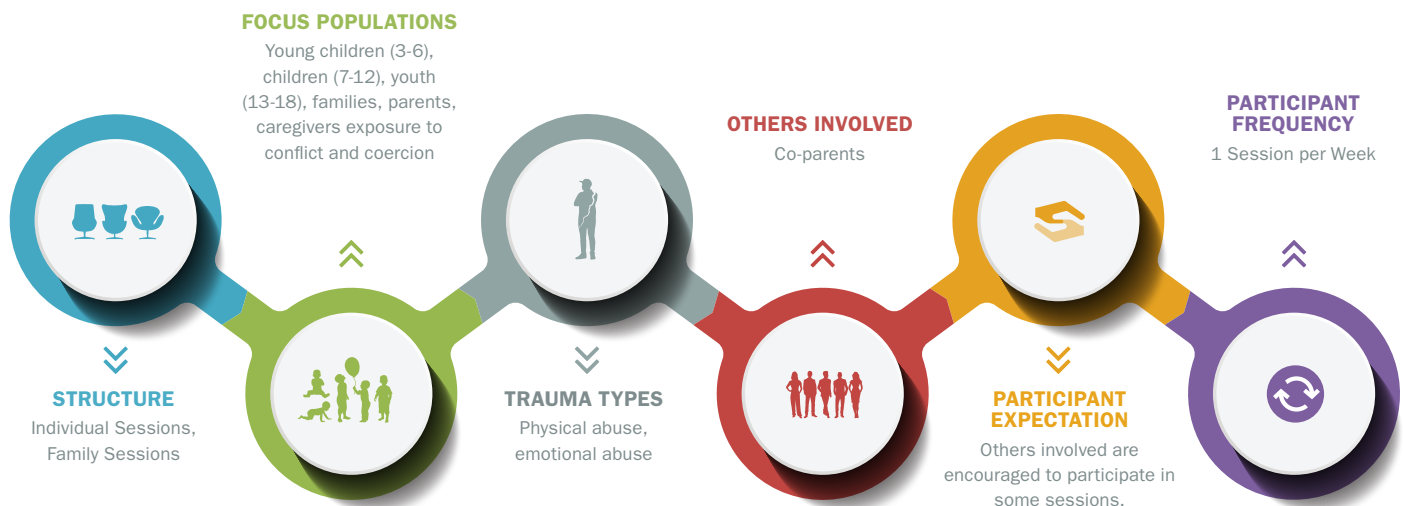 STRUCTURE
Individual Sessions,
Family Sessions
FOCUS POPULATIONS
Young children (3-6),
children (7-12), youth
(13-18), families, parents,
caregivers exposure to
conflict and coercion
TRAUMA TYPES
Physical abuse,
emotional abuse
OTHERS INVOLVED
Co-parents
PARTICIPANT
EXPECTATION
Others involved are
encouraged to participate in
some sessions.
PARTICIPANT
FREQUENCY
1 Session per Week